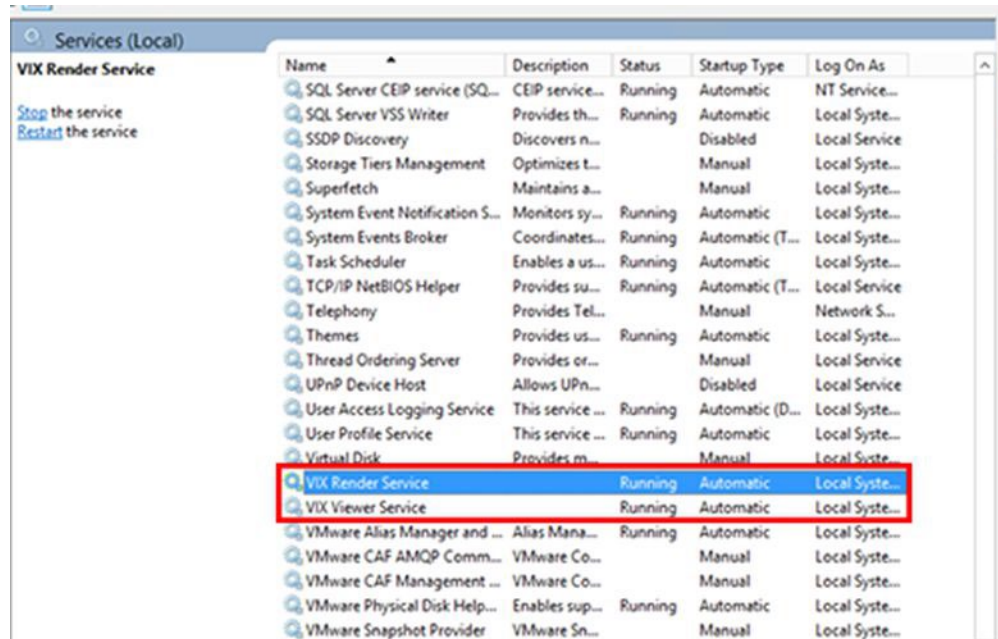 Services (Local)
VIX Render Service
Stop the service
Restart the service
Name Description Status Startup Type Log On As
SQL Server CEIP service (SQ... CEIP service... Running Automatic NT Service...
SQL Server VSS Writer Provides th... Running Automatic Local Syste...
SSDP Discovery Discovers n... Disabled Local Service
Storage Tiers Management Optimizes t... Manual Local Syste...
Superfetch Maintains a... Manual Local Syste...
System Event Notification S... Monitors sy... Running Automatic Local Syste...
System Events Broker Coordinates... Running Automatic (T... Local Syste...
Task Scheduler Enables a us... Running Automatic Local Syste...
TCP/IP NetBIOS Helper Provides su... Running Automatic (T... Local Service
Telephony Provides Tel... Manual Network S...
Themes Provides us... Running Automatic Local Syste...
Thread Ordering Server Provides or... Manual Local Service
UPnP Device Host Allows UPn... Disabled Local Service
User Access Logging Service This service ... Running Automatic (D... Local Syste...
User Profile Service This service ... Running Automatic Local Syste...
Virtual Disk Provides m... Manual Local Syste...
VIX Render Service Running Automatic Local Syste...
VIX Viewer Service Running Automatic Local Syste...
VMware Alias Manager and ... Alias Mana... Running Automatic Local Syste...
VMware CAF AMQP Comm... VMware Co... Manual Local Syste...
VMware CAF Management ... VMware Co... Manual Local Syste...
VMware Physical Disk Help... Enables sup... Running Automatic Local Syste...
VMware Snapshot Provider VMware Sn... Manual Local Syste...